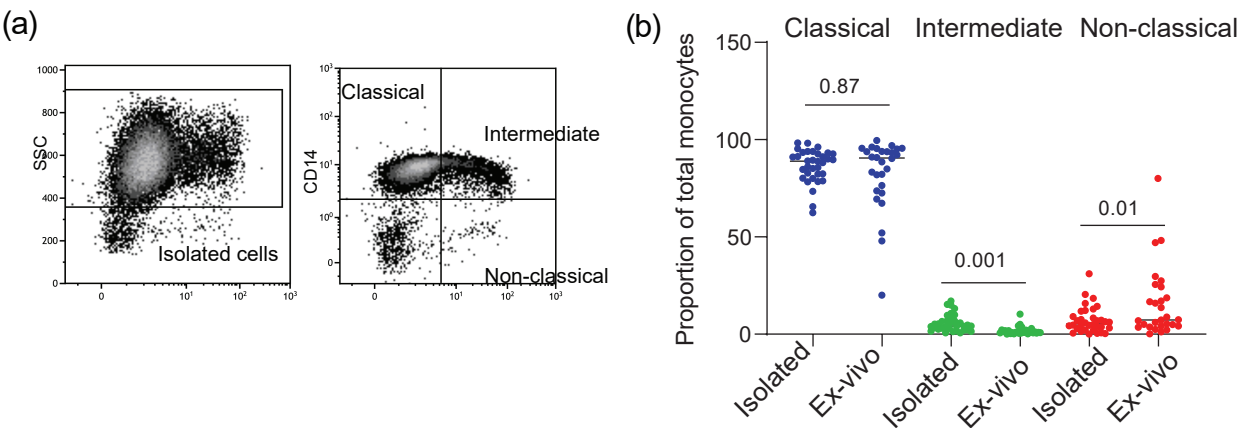 (a)
1000
800
600
400
200
0
SSC
0
10¹
10²
10³
Isolated cells
10³
10²
10¹
10⁰
0
CD14
0
10¹
10²
10³
Classical
Intermediate
Non-classical
(b)
Classical
Intermediate
Non-classical
Proportion of total monocytes
150
100
50
0
0.87
0.001
0.01
Isolated
Ex-vivo
Isolated
Ex-vivo
Isolated
Ex-vivo